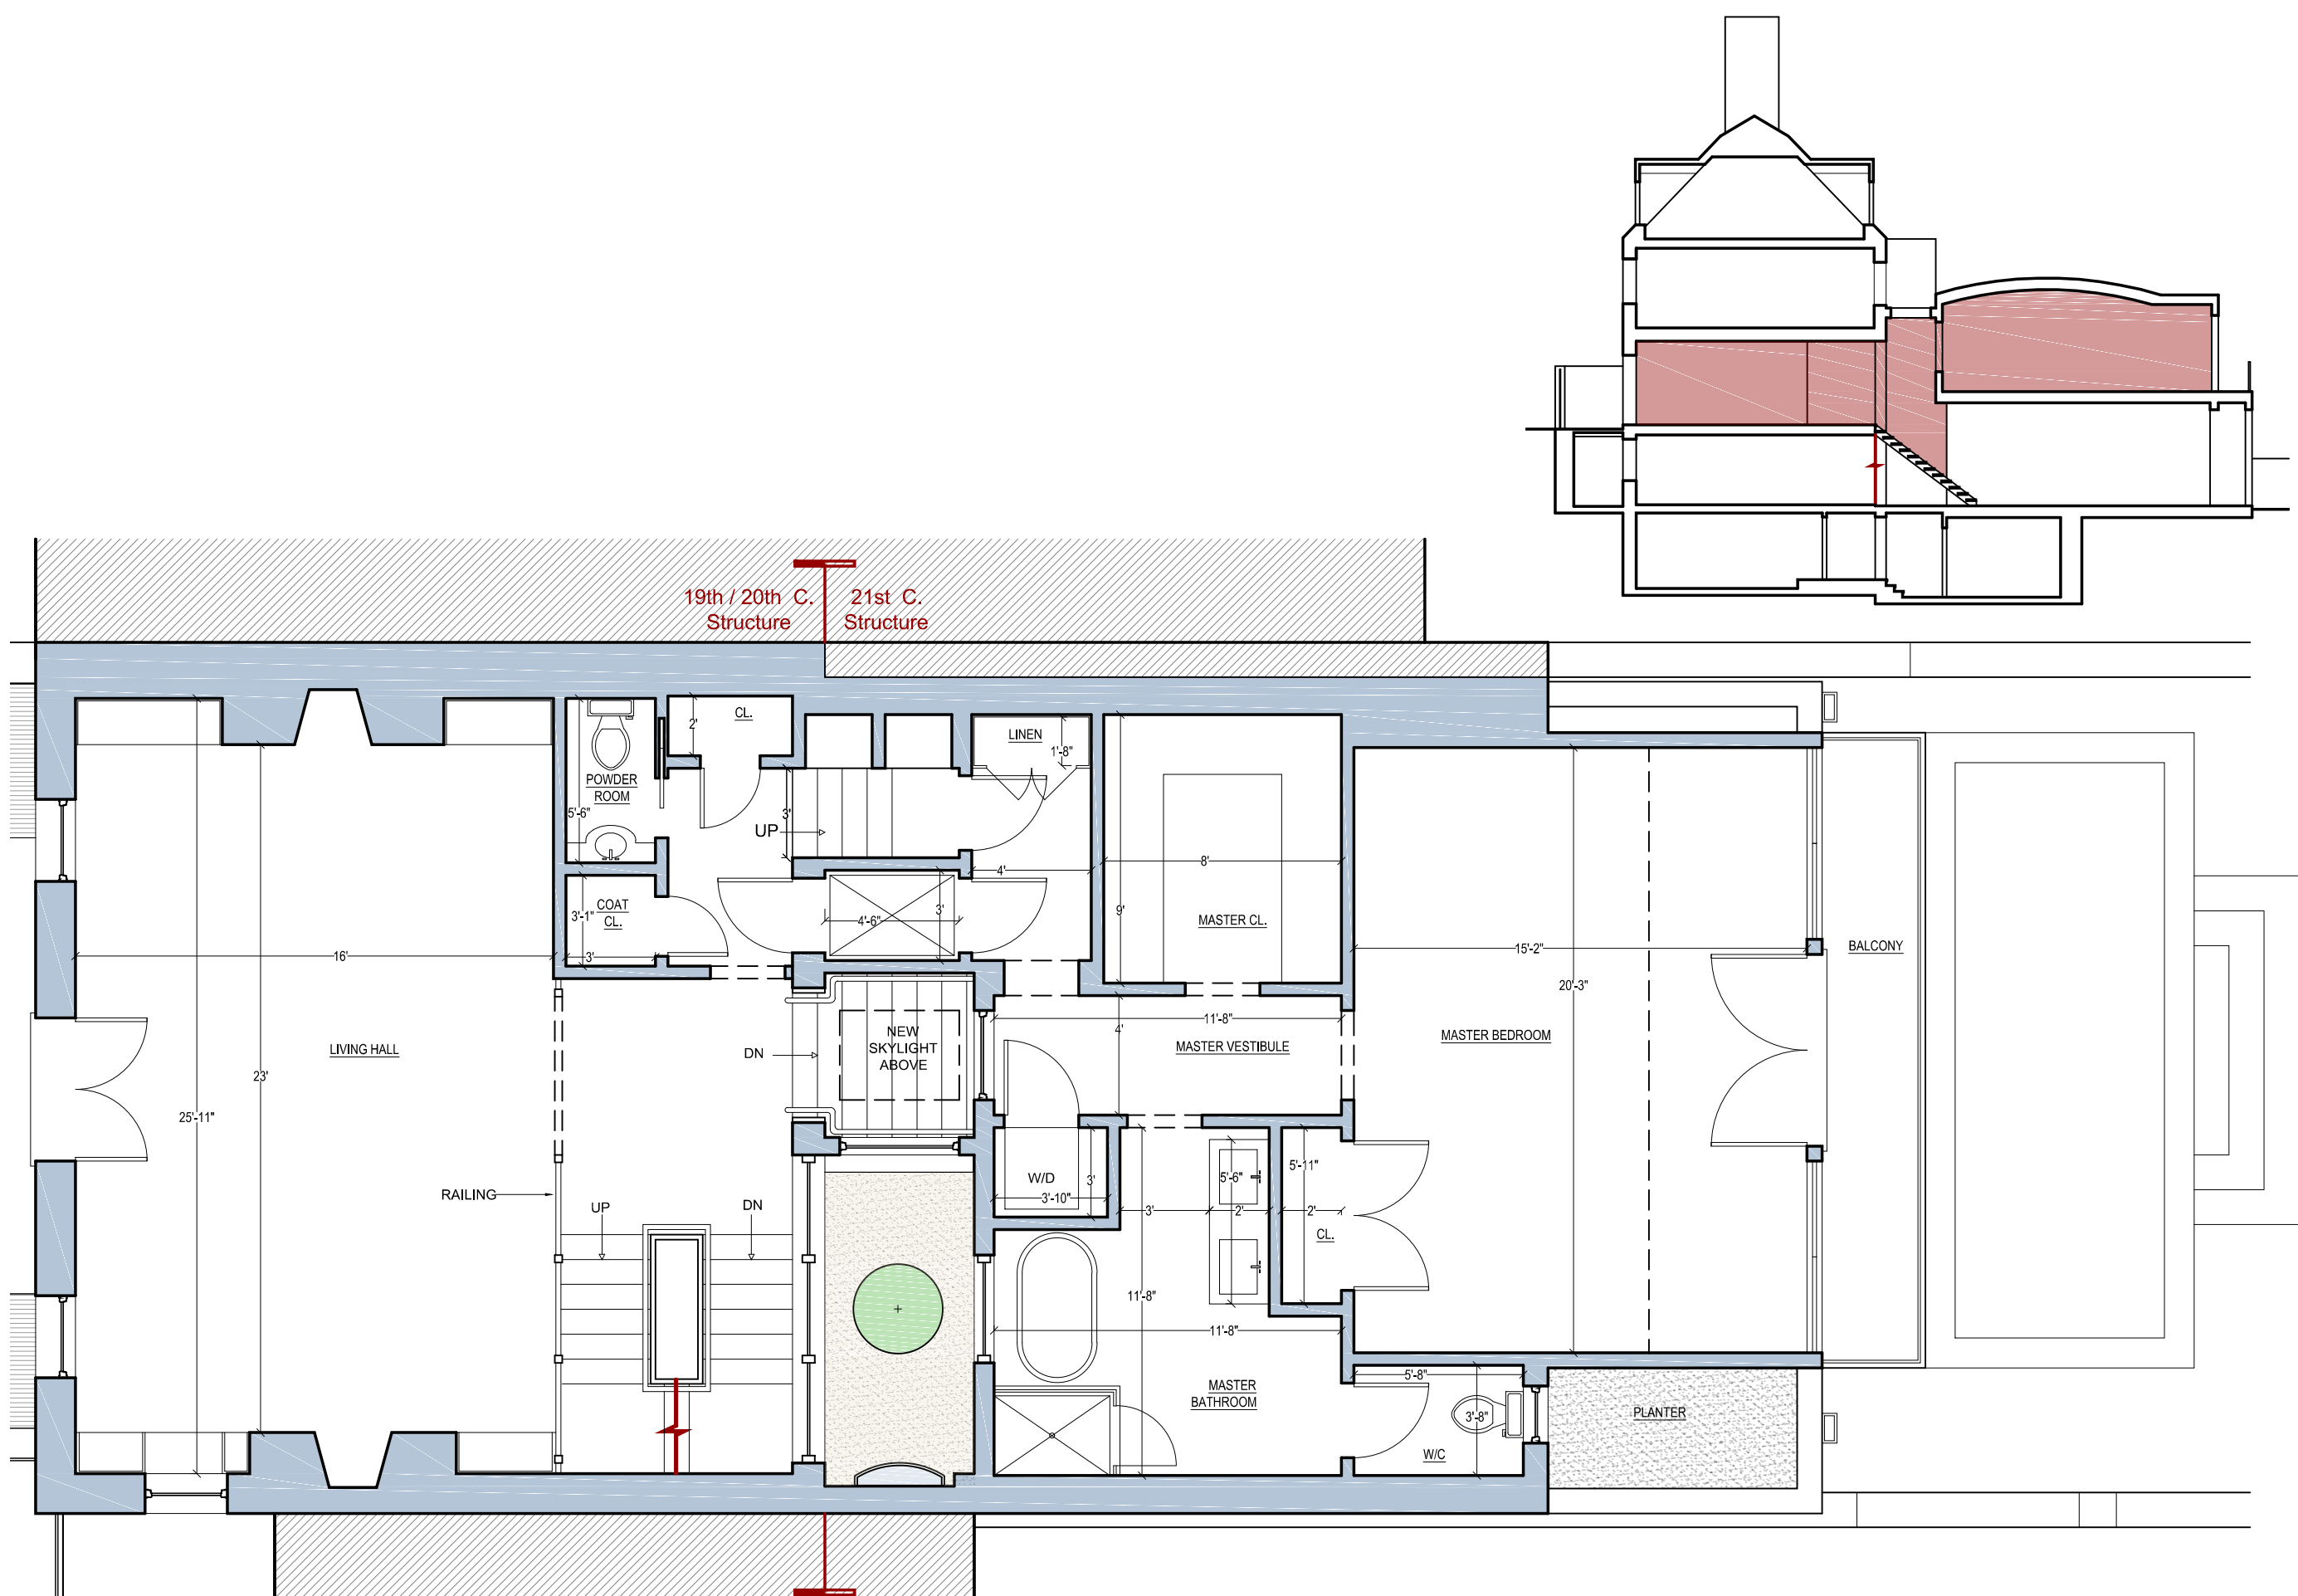 19th / 20th C.
Structure
21st C.
Structure
2'
CL.
LINEN
1'-8"
POWDER
ROOM
5'-6"
3'
UP
4'
8'
COAT
CL.
3'-1"
3'
4'-6"
3'
9'
MASTER CL.
16'
15'-2"
BALCONY
20'-3"
11'-8"
4'
NEW
SKYLIGHT
ABOVE
DN
MASTER VESTIBULE
MASTER BEDROOM
LIVING HALL
23'
25'-11"
W/D
3'
3'-10"
5'-6"
5'-11"
RAILING
UP
DN
3'
2'
2'
CL.
11'-8"
11'-8"
MASTER
BATHROOM
5'-8"
3'-8"
W/C
PLANTER